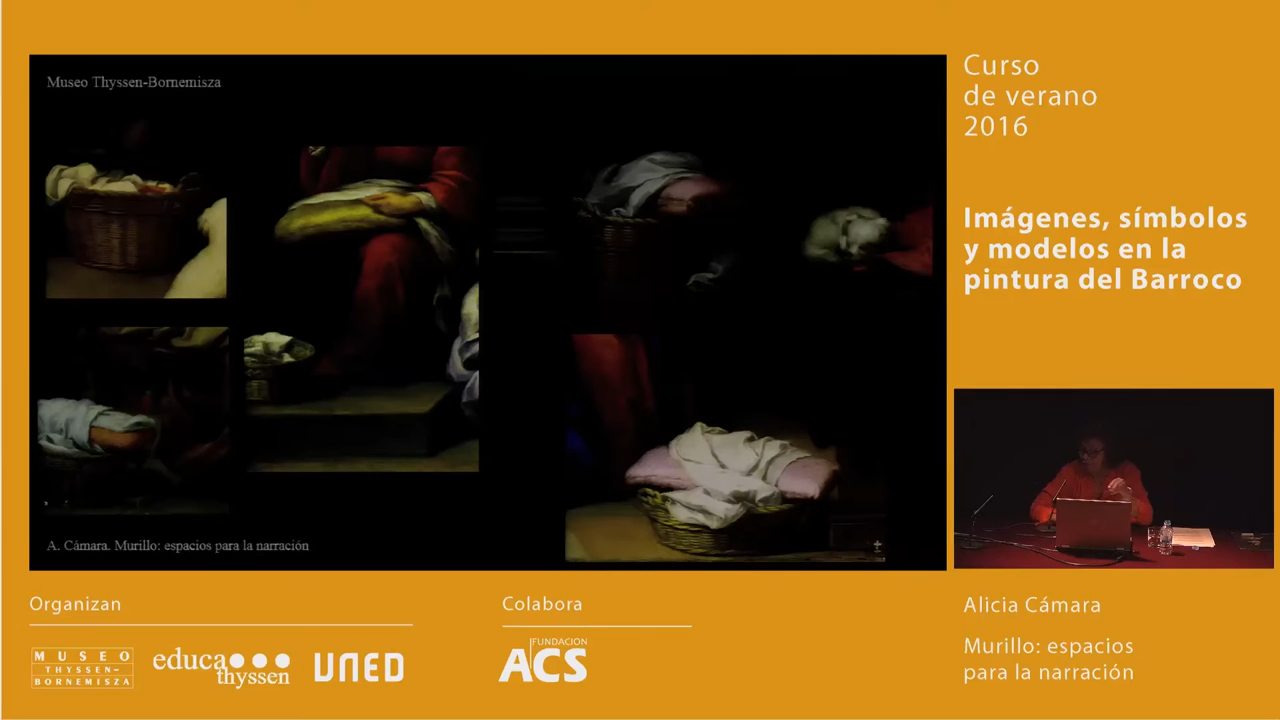 Museo Thyssen-Bornemisza
A. Cámara. Murillo: espacios para la narración
Curso
de verano
2016
Imágenes, símbolos
y modelos en la
pintura del Barroco
Alicia Cámara
Murillo: espacios
para la narración
Organizan
MUSEO
THYSSEN-
BORNEMISZA
educa
thyssen
UNED
Colabora
FUNDACION
ACS